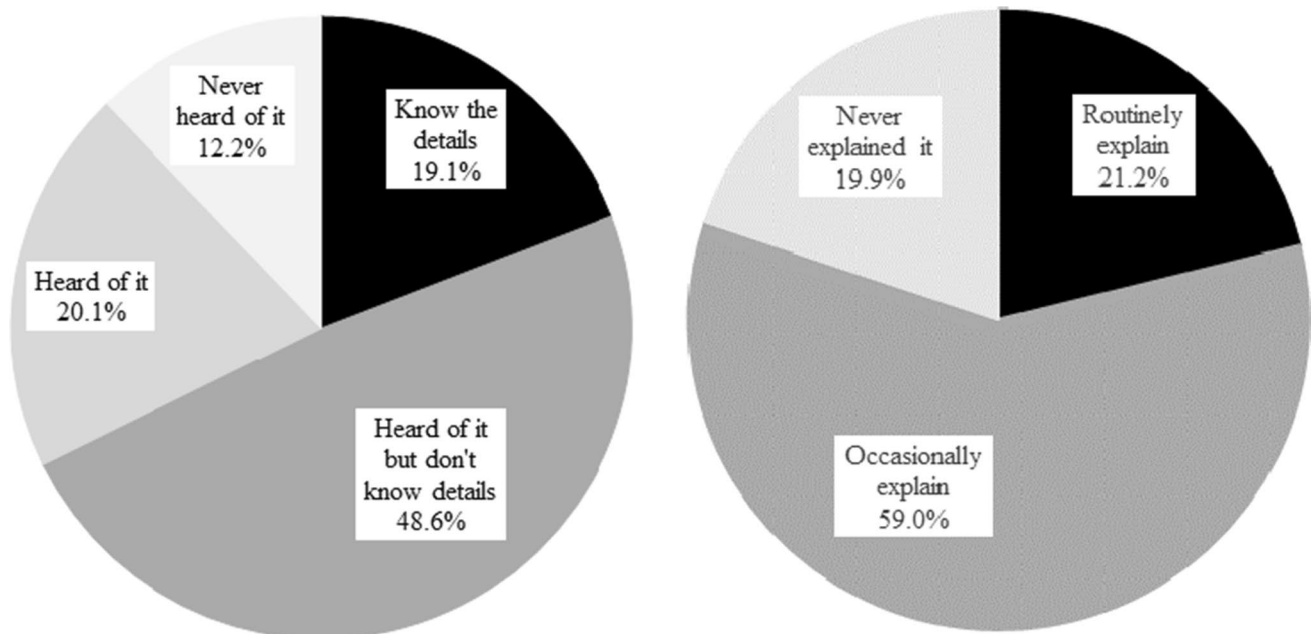 Never
heard of it
12.2%
Know the
details
19.1%
Heard of it
20.1%
Heard of it
but don't
know details
48.6%
Never
explained it
19.9%
Routinely
explain
21.2%
Occasionally
explain
59.0%